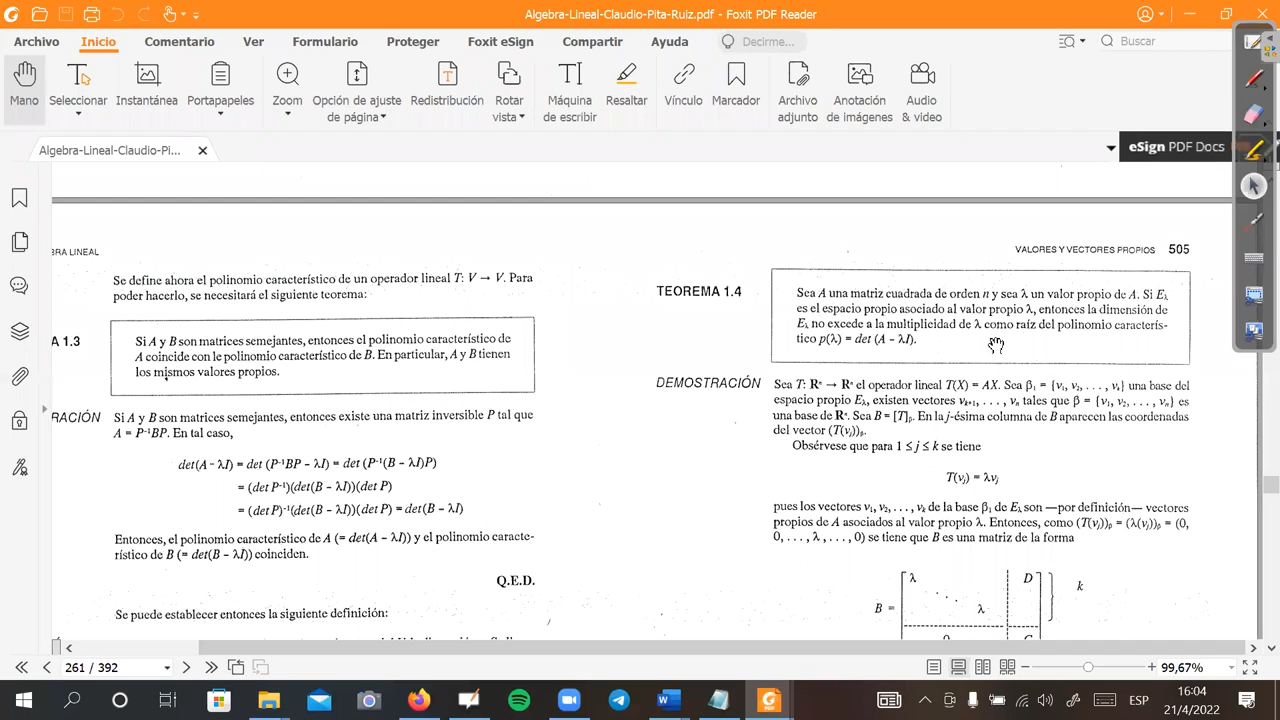 Algebra-Lineal-Claudio-Pita-Ruiz.pdf - Foxit PDF Reader
Archivo Inicio Comentario Ver Formulario Proteger Foxit eSign Compartir Ayuda Decirme... Buscar
Mano Seleccionar Instantánea Portapapeles Zoom Opción de ajuste de página Redistribución Rotar vista Máquina de escribir Resaltar Vínculo Marcador Archivo adjunto Anotación de imágenes Audio & video
Algebra-Lineal-Claudio-Pi...
eSign PDF Docs
BRA LINEAL
Se define ahora el polinomio característico de un operador lineal T: V → V. Para
poder hacerlo, se necesitará el siguiente teorema:
A 1.3
Si A y B son matrices semejantes, entonces el polinomio característico de
A coincide con le polinomio característico de B. En particular, A y B tienen
los mismos valores propios.
RACIÓN
Si A y B son matrices semejantes, entonces existe una matriz inversible P tal que
A = P⁻¹BP. En tal caso,
det(A – λI) = det (P⁻¹BP – λI) = det (P⁻¹(B – λI)P)
= (det P⁻¹)(det(B – λI))(det P)
= (det P)⁻¹(det(B – λI))(det P) = det(B – λI)
Entonces, el polinomio característico de A (= det(A – λI)) y el polinomio caracte-
rístico de B (= det(B – λI)) coinciden.
Q.E.D.
Se puede establecer entonces la siguiente definición:
VALORES Y VECTORES PROPIOS 505
TEOREMA 1.4
Sea A una matriz cuadrada de orden n y sea λ un valor propio de A. Si Eλ
es el espacio propio asociado al valor propio λ, entonces la dimensión de
Eλ no excede a la multiplicidad de λ como raíz del polinomio caracterís-
tico p(λ) = det (A – λI).
DEMOSTRACIÓN
Sea T: Rⁿ → Rⁿ el operador lineal T(X) = AX. Sea β₁ = {v₁, v₂, . . . , vₖ} una base del
espacio propio Eλ, existen vectores vₖ₊₁, . . . , vₙ tales que β = {v₁, v₂, . . . , vₙ} es
una base de Rⁿ. Sea B = [T]ᵦ. En la j-ésima columna de B aparecen las coordenadas
del vector (T(vⱼ))ᵦ.
Obsérvese que para 1 ≤ j ≤ k se tiene
T(vⱼ) = λvⱼ
pues los vectores v₁, v₂, . . . , vₖ de la base β₁ de Eλ son —por definición— vectores
propios de A asociados al valor propio λ. Entonces, como (T(vⱼ))ᵦ = (λ(vⱼ))ᵦ = (0,
0, . . . , λ, . . . , 0) se tiene que B es una matriz de la forma
λ D
k
B = λ
261 / 392
99,67%
ESP
16:04
21/4/2022